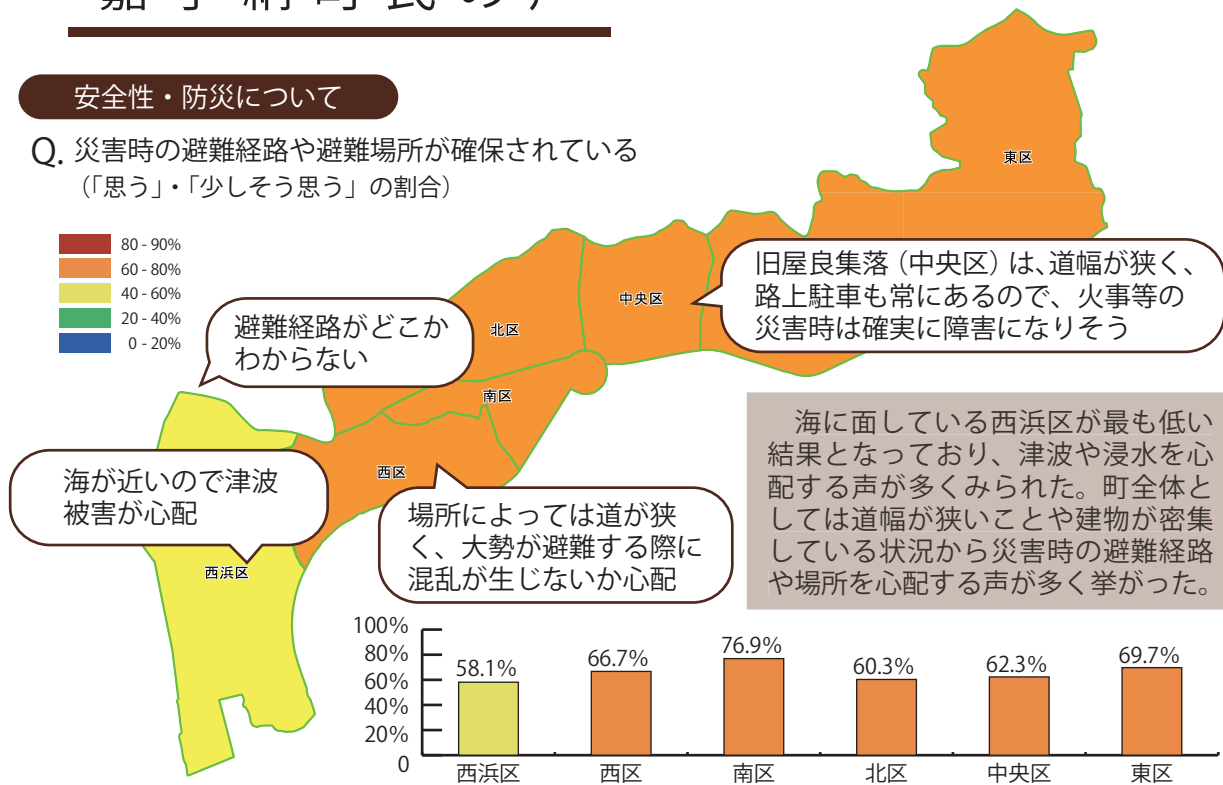 安全性・防災について
Q. 災害時の避難経路や避難場所が確保されている
（「思う」・「少しそう思う」の割合）
80 - 90%
60 - 80%
40 - 60%
20 - 40%
0 - 20%
東区
中央区
北区
南区
西区
西浜区
旧屋良集落（中央区）は、道幅が狭く、
路上駐車も常にあるので、火事等の
災害時は確実に障害になりそう
避難経路がどこか
わからない
海が近いので津波
被害が心配
場所によっては道が狭
く、大勢が避難する際に
混乱が生じないか心配
海に面している西浜区が最も低い
結果となっており、津波や浸水を心
配する声が多くみられた。町全体と
しては道幅が狭いことや建物が密集
している状況から災害時の避難経路
や場所を心配する声が多く挙がった。
100%
80%
60%
40%
20%
0
58.1%
66.7%
76.9%
60.3%
62.3%
69.7%
西浜区
西区
南区
北区
中央区
東区